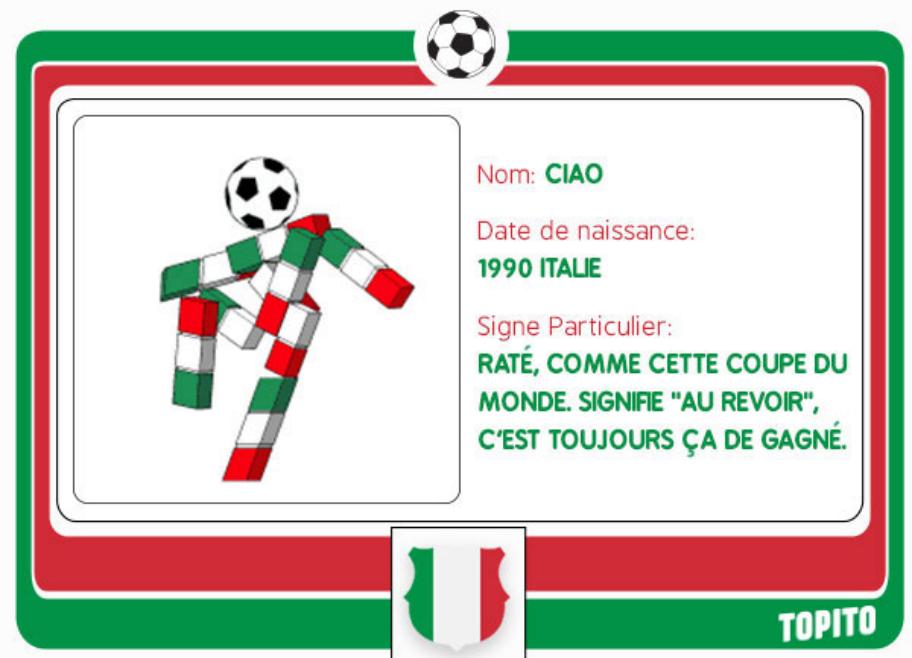 Nom: CIAO
Date de naissance:
1990 ITALIE
Signe Particulier:
RATÉ, COMME CETTE COUPE DU
MONDE. SIGNIFIE "AU REVOIR",
C'EST TOUJOURS ÇA DE GAGNÉ.
TOPITO